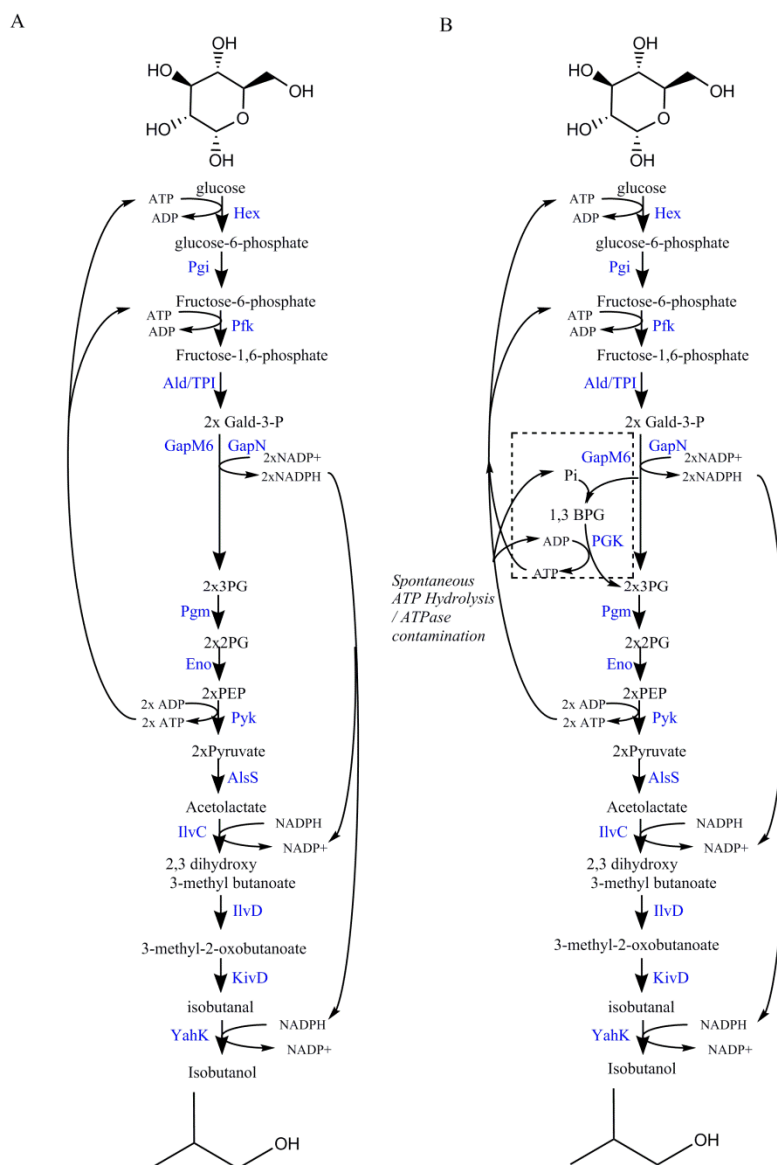 A
HO
OH
HO
OH
HO
O
OH
glucose
ATP
ADP
Hex
glucose-6-phosphate
Pgi
Fructose-6-phosphate
ATP
ADP
Pfk
Fructose-1,6-phosphate
Ald/TPI
2x Gald-3-P
GapM6 GapN
2xNADP+
2xNADPH
2x3PG
Pgm
2x2PG
Eno
2xPEP
2x ADP
2x ATP
Pyk
2xPyruvate
AlsS
Acetolactate
IlvC
NADPH
NADP+
2,3 dihydroxy
3-methyl butanoate
IlvD
3-methyl-2-oxobutanoate
KivD
isobutanal
NADPH
YahK
NADP+
Isobutanol
OH
B
OH
HO
OH
HO
O
OH
glucose
ATP
ADP
Hex
glucose-6-phosphate
Pgi
Fructose-6-phosphate
ATP
ADP
Pfk
Fructose-1,6-phosphate
Ald/TPI
2x Gald-3-P
GapM6 GapN
2xNADP+
2xNADPH
Pi
1,3 BPG
ADP
PGK
ATP
Spontaneous
ATP Hydrolysis
/ ATPase
contamination
2x3PG
Pgm
2x2PG
Eno
2xPEP
2x ADP
2x ATP
Pyk
2xPyruvate
AlsS
Acetolactate
IlvC
NADPH
NADP+
2,3 dihydroxy
3-methyl butanoate
IlvD
3-methyl-2-oxobutanoate
KivD
isobutanal
NADPH
YahK
NADP+
Isobutanol
OH